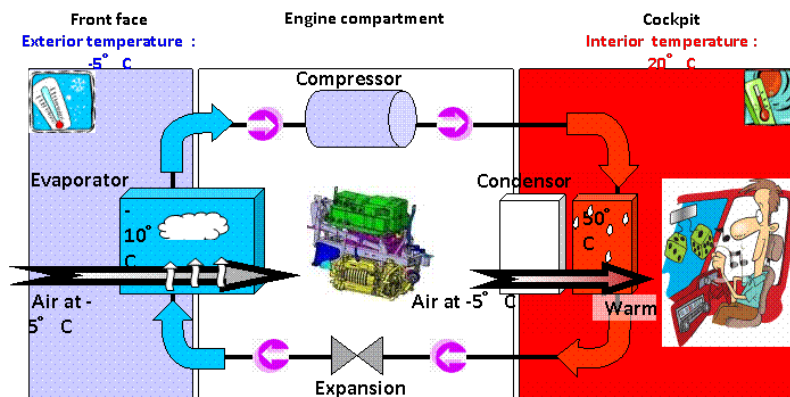 Front face
Exterior temperature :
-5° C
Engine compartment
Cockpit
Interior temperature :
20° C
Compressor
Evaporator
Condensor
-
10°
C
50°
C
Air at -
5° C
Air at -5° C
Warm
Expansion